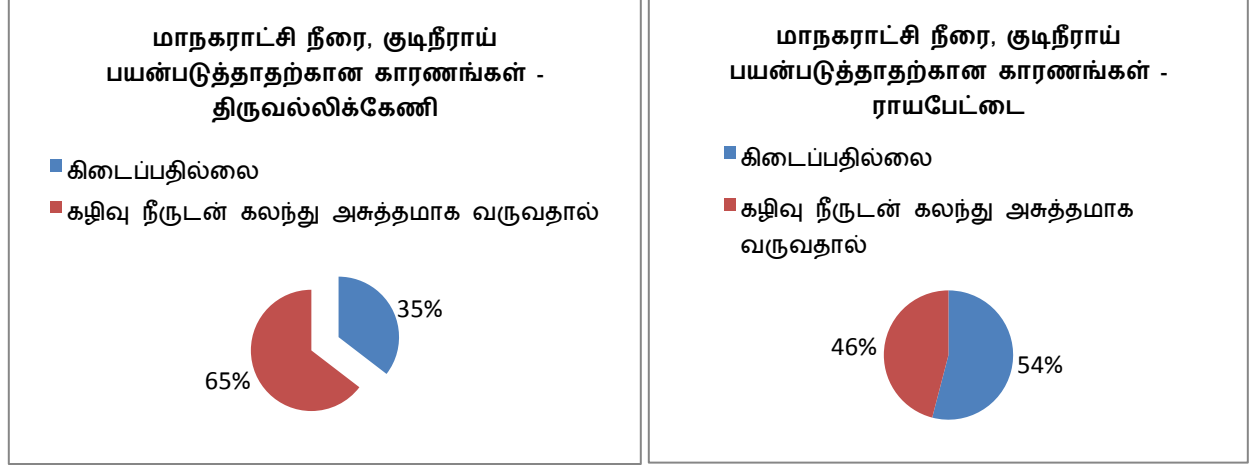 மாநகராட்சி நீரை, குடிநீராய்
பயன்படுத்தாதற்கான காரணங்கள் -
திருவல்லிக்கேணி
கிடைப்பதில்லை
கழிவு நீருடன் கலந்து அசுத்தமாக வருவதால்
35%
65%
மாநகராட்சி நீரை, குடிநீராய்
பயன்படுத்தாதற்கான காரணங்கள் -
ராயபேட்டை
கிடைப்பதில்லை
கழிவு நீருடன் கலந்து அசுத்தமாக
வருவதால்
46%
54%